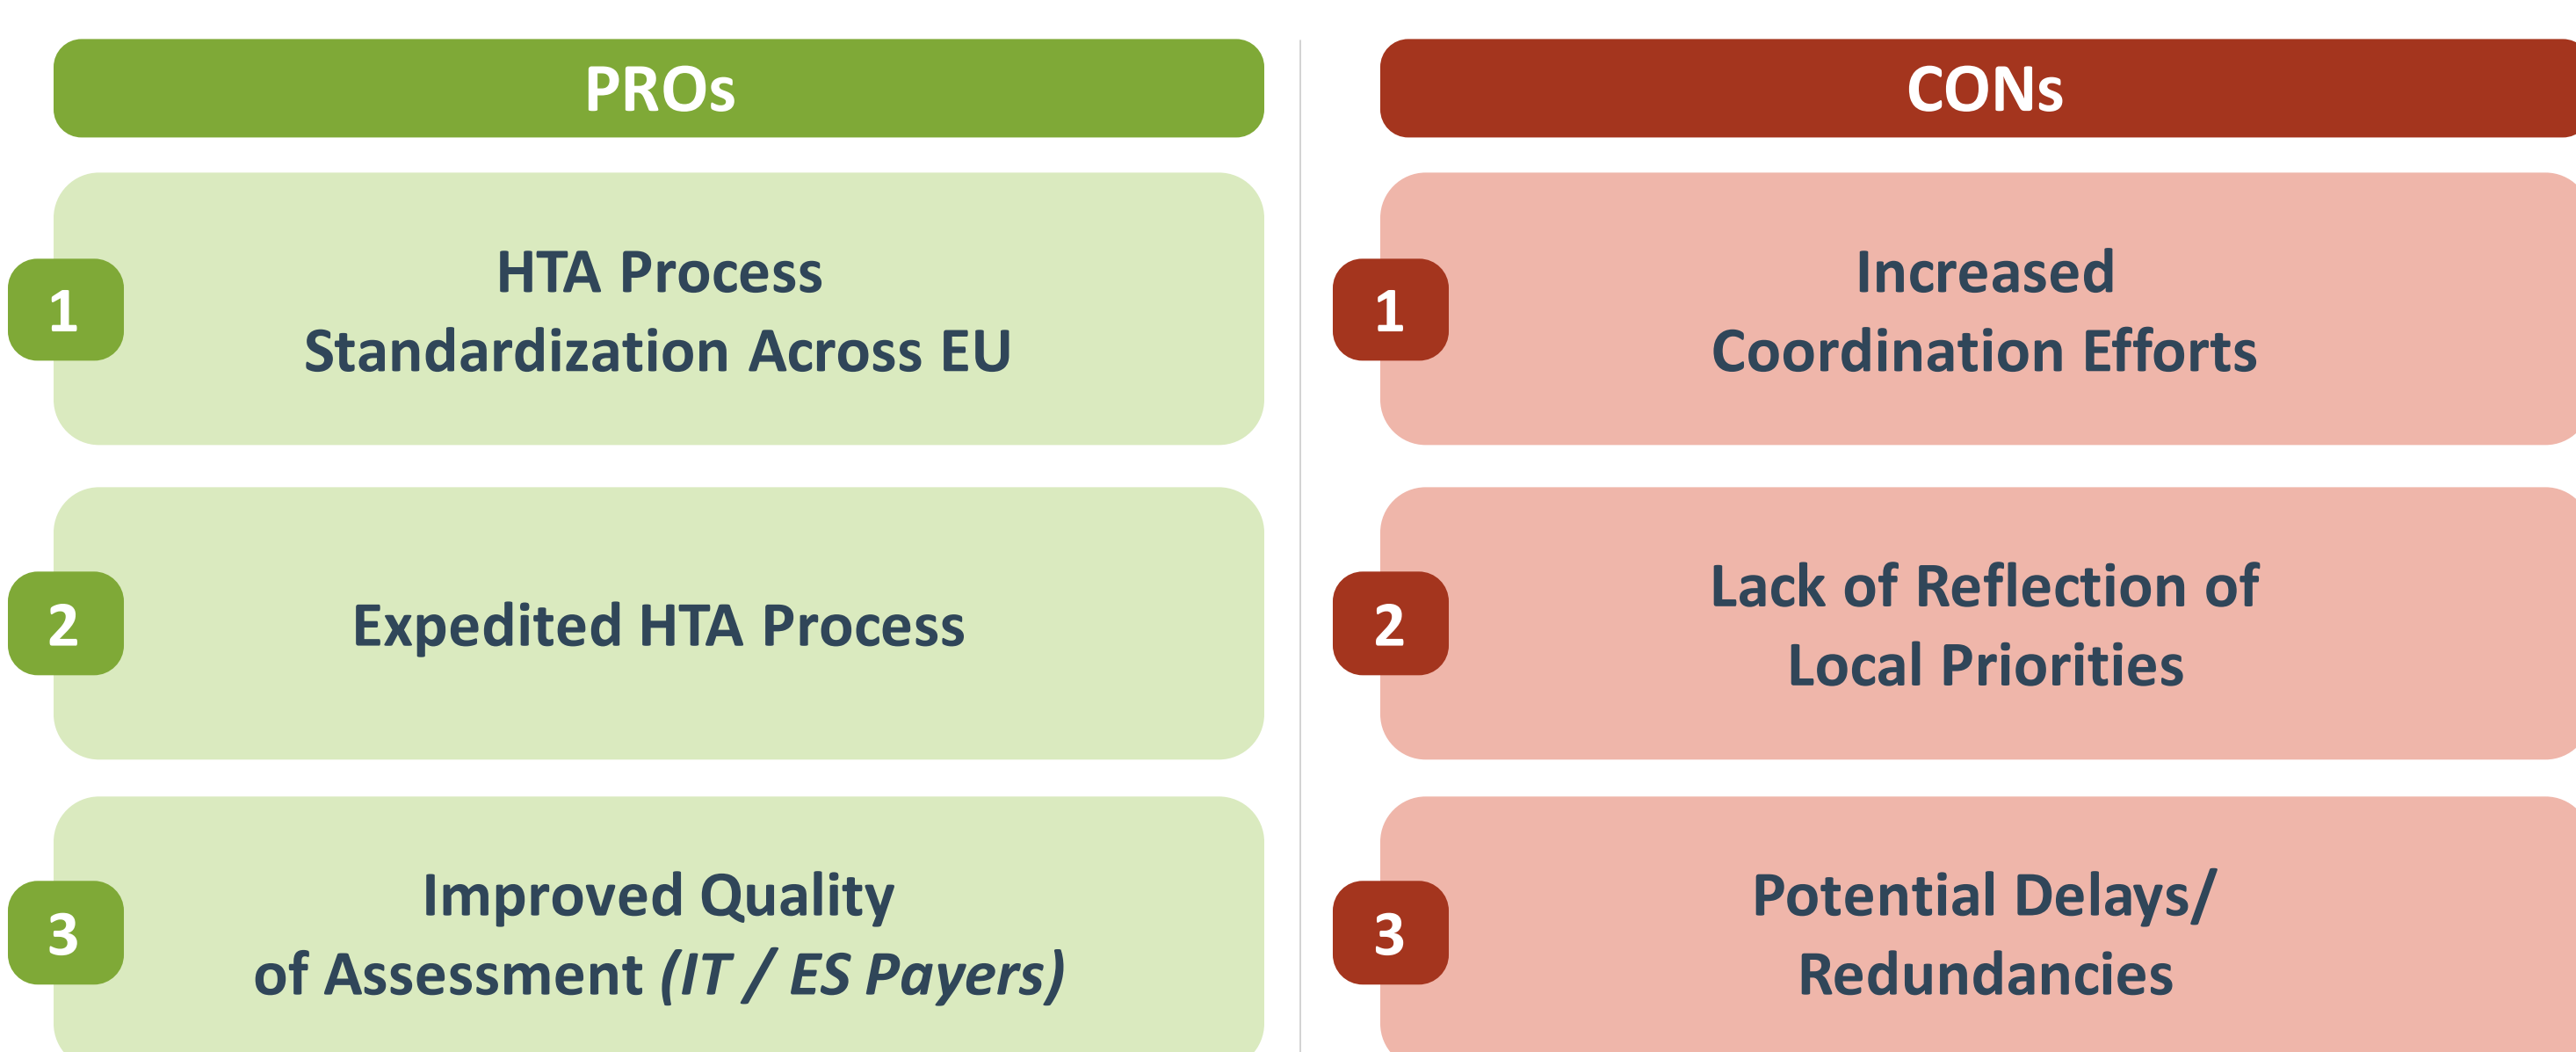 PROs
1
HTA Process
Standardization Across EU
2
Expedited HTA Process
3
Improved Quality
of Assessment (IT / ES Payers)
CONs
1
Increased
Coordination Efforts
2
Lack of Reflection of
Local Priorities
3
Potential Delays/
Redundancies